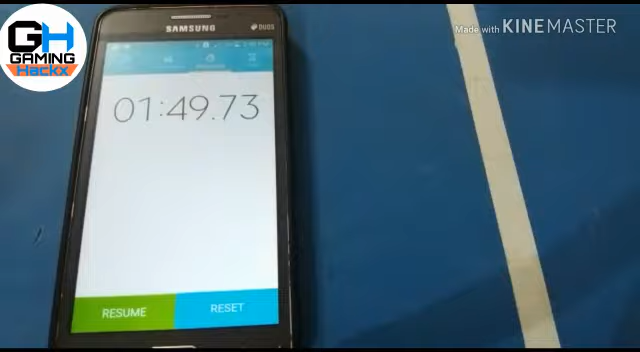 GH
GAMING
Hackx
Made with KINEMASTER
SAMSUNG
DUOS
01:49.73
RESUME
RESET